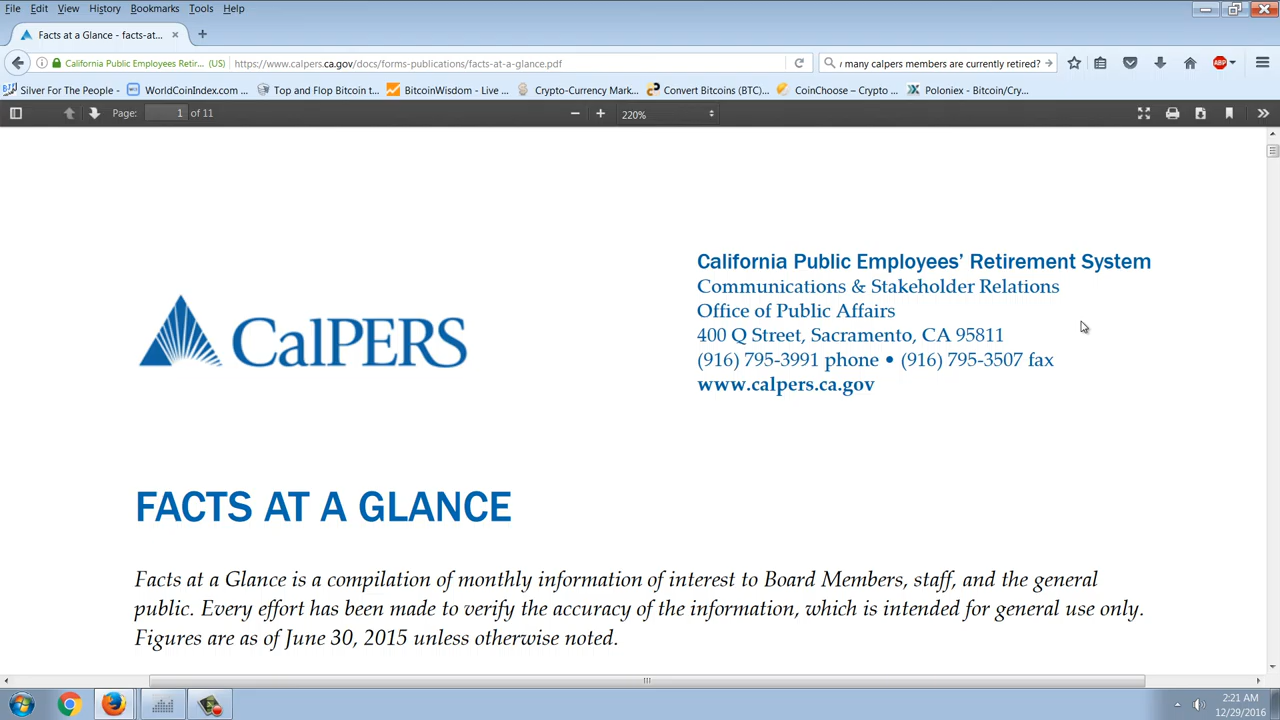 File Edit View History Bookmarks Tools Help
Facts at a Glance - facts-at...
California Public Employees Retir... (US) https://www.calpers.ca.gov/docs/forms-publications/facts-at-a-glance.pdf many calpers members are currently retired? ABP
Silver For The People - WorldCoinIndex.com ... Top and Flop Bitcoin t... BitcoinWisdom - Live ... Crypto-Currency Mark... Convert Bitcoins (BTC)... CoinChoose – Crypto ... Poloniex - Bitcoin/Cry...
Page: 1 of 11 220%
California Public Employees’ Retirement System
Communications & Stakeholder Relations
Office of Public Affairs
400 Q Street, Sacramento, CA 95811
(916) 795-3991 phone • (916) 795-3507 fax
www.calpers.ca.gov
CalPERS
FACTS AT A GLANCE
Facts at a Glance is a compilation of monthly information of interest to Board Members, staff, and the general
public. Every effort has been made to verify the accuracy of the information, which is intended for general use only.
Figures are as of June 30, 2015 unless otherwise noted.
2:21 AM
12/29/2016